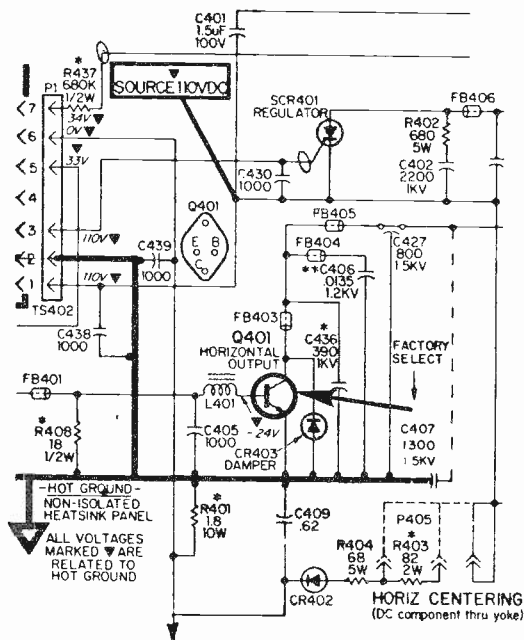 C401
1.5uF
100V
*
R437
680K
1/2W
P1
▼
SOURCE 110VDC
SCR401
REGULATOR
FB406
R402
680
5W
C402
2200
1KV
7
6
5
4
3
2
1
34V ▼
0V ▼
33V
C430
1000
Q401
E B
C
110V ▼
C439
1000
110V ▼
TS402
C438
1000
FB405
FB404
**C406
.0135
1.2KV
C427
800
1.5KV
FB403
Q401
HORIZONTAL
OUTPUT
*
C436
390
1KV
FACTORY
SELECT
FB401
*
R408
18
1/2W
L401
-24V
C405
1000
CR403
DAMPER
C407
1300
1.5KV
HOT GROUND
NON-ISOLATED
HEATSINK PANEL
ALL VOLTAGES
MARKED ▼ ARE
RELATED TO
HOT GROUND
*
R401
1.8
10W
C409
.62
CR402
R404
68
5W
P405
*
R403
82
2W
HORIZ CENTERING
(DC component thru yoke)